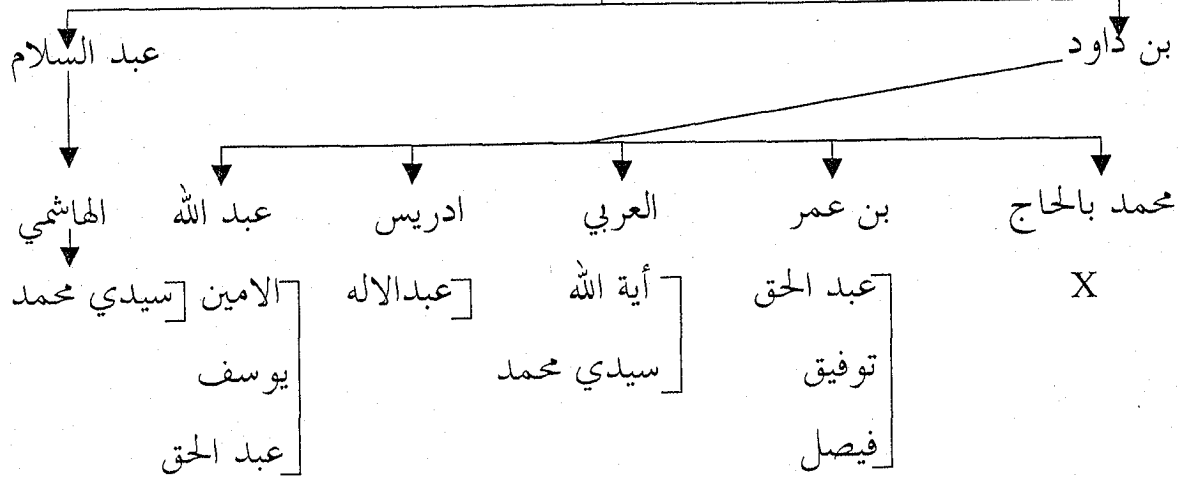 بن داود عبد السلام
محمد بالحاج بن عمر العربي ادريس عبد الله الهاشمي
X عبد الحق أية الله عبدالاله الامين سيدي محمد
توفيق سيدي محمد يوسف
فيصل عبد الحق